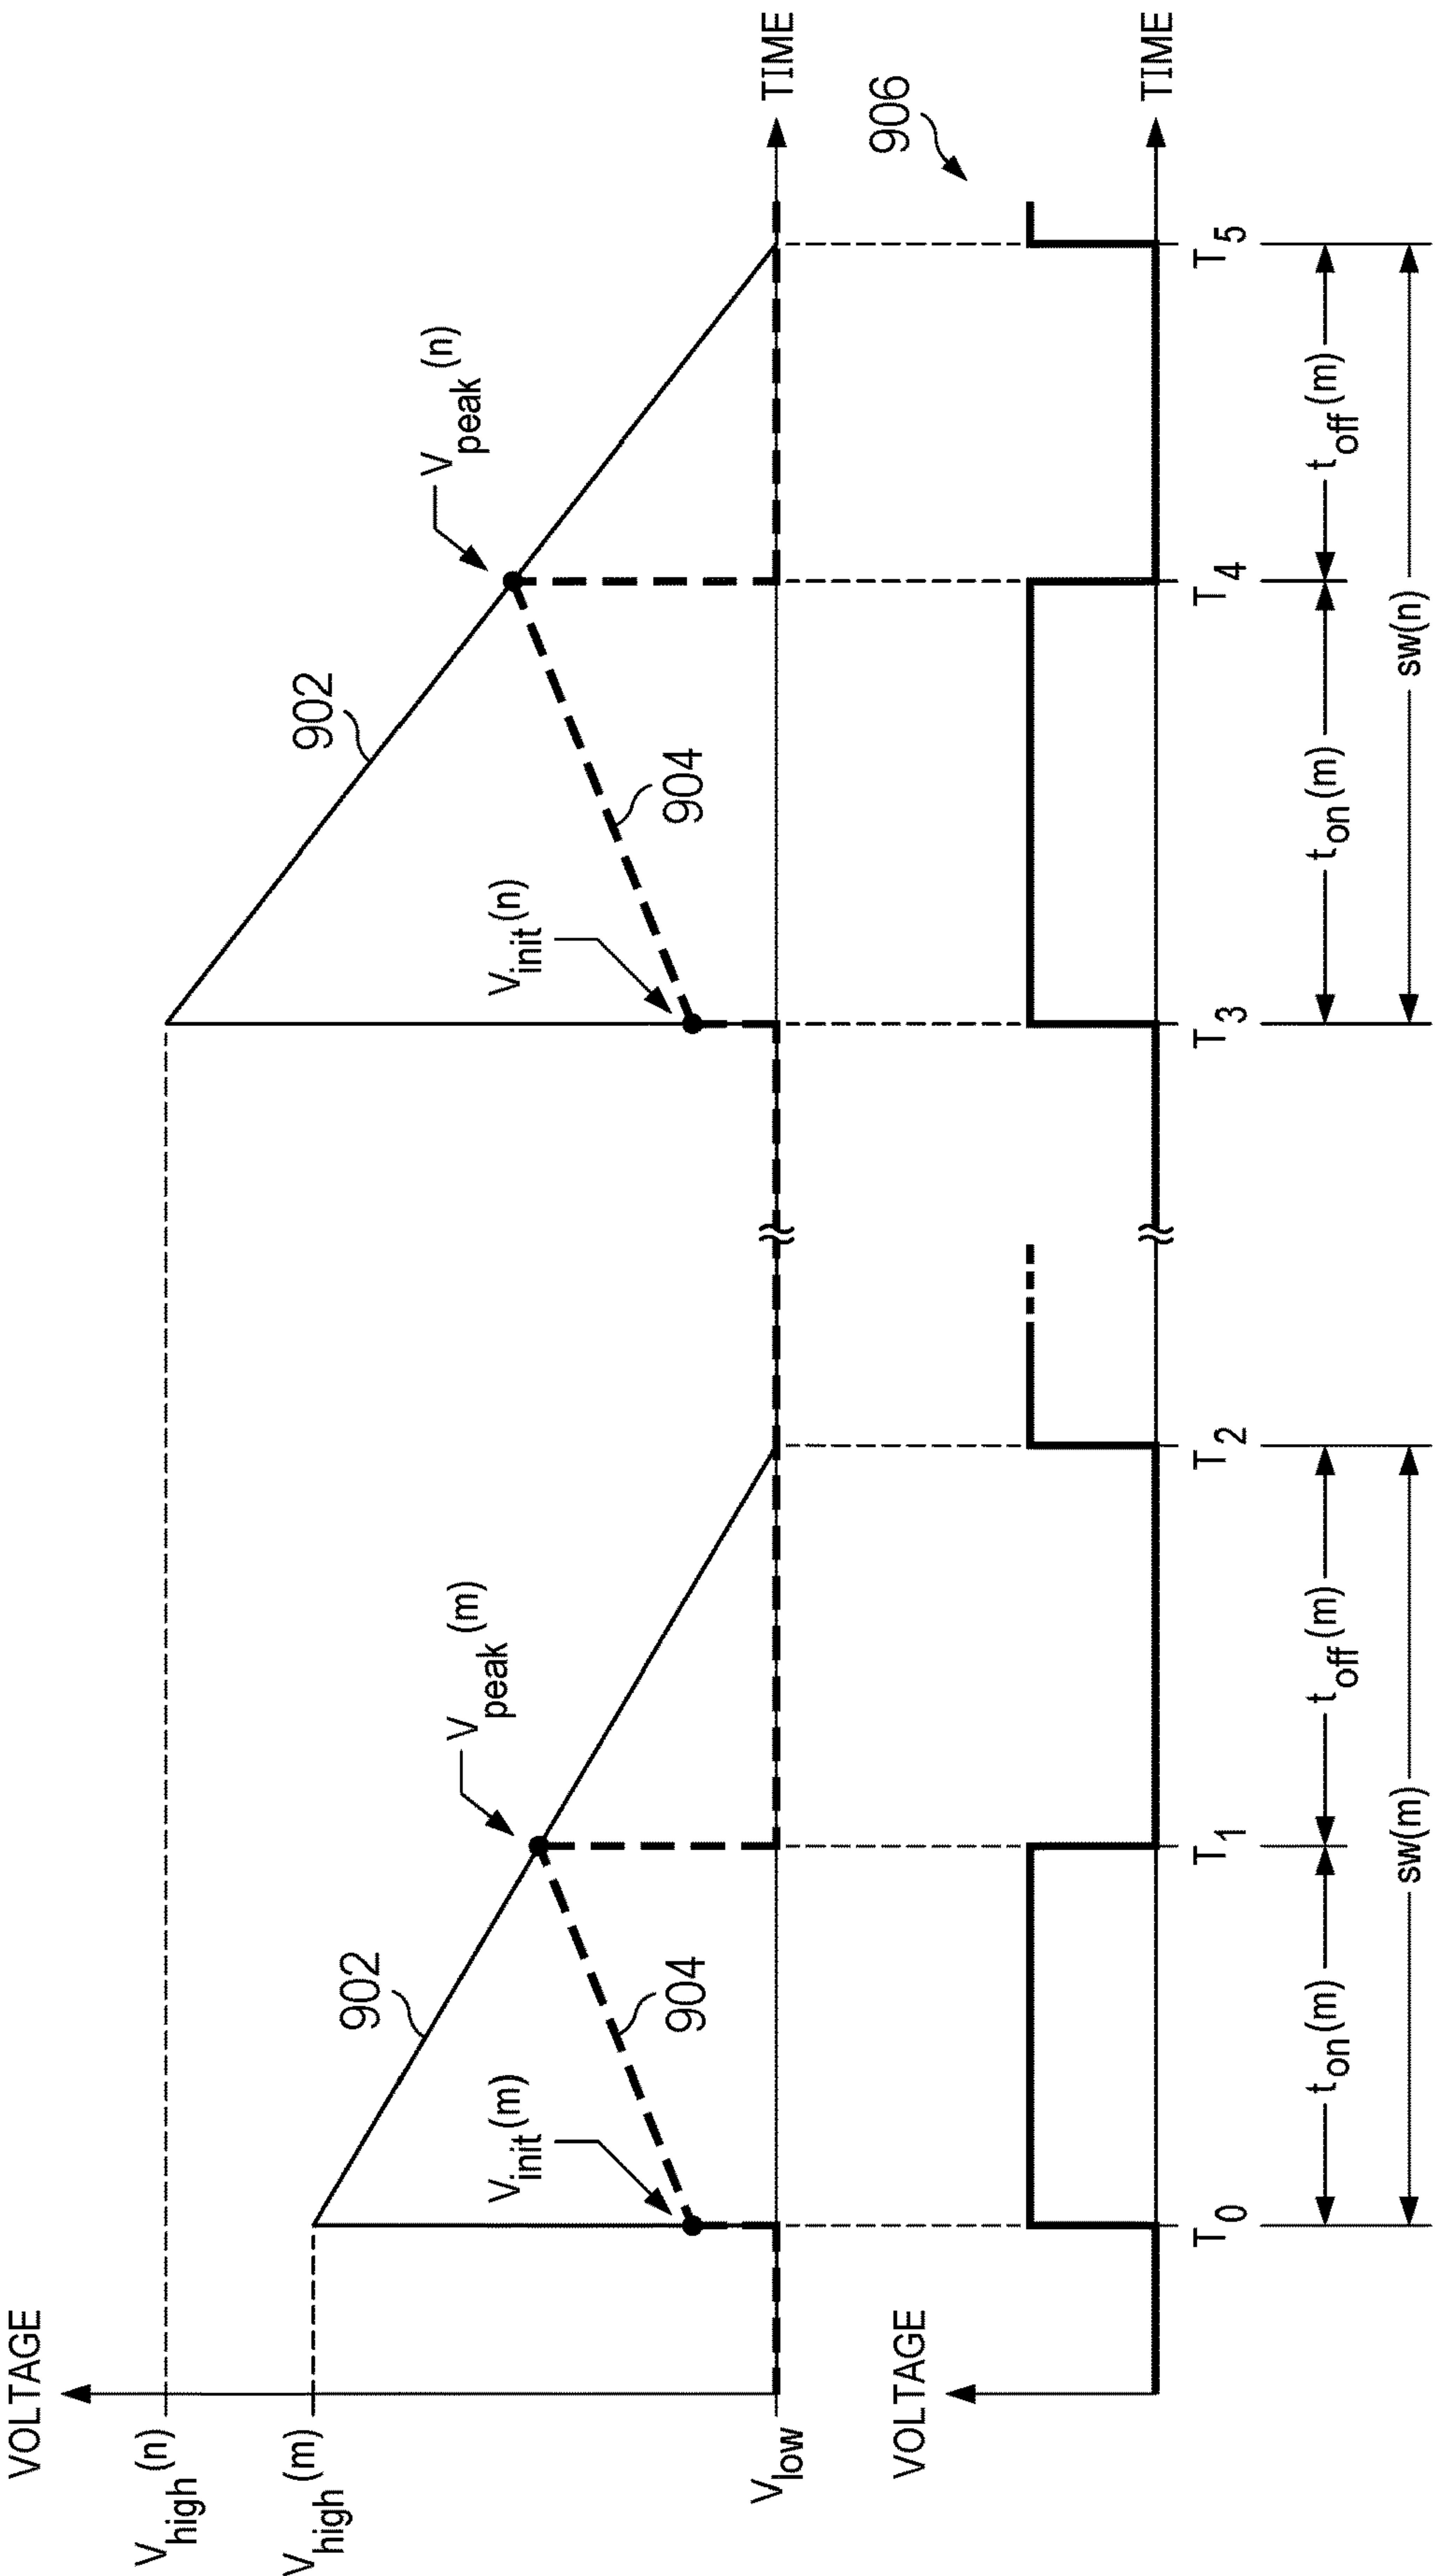 VOLTAGE
V_high(n)
V_high(m)
V_low
902
904
V_init(m)
V_peak(m)
902
904
V_init(n)
V_peak(n)
TIME
VOLTAGE
906
TIME
T_0
T_1
T_2
T_3
T_4
T_5
t_on(m)
t_off(m)
t_on(m)
t_off(m)
sw(m)
sw(n)